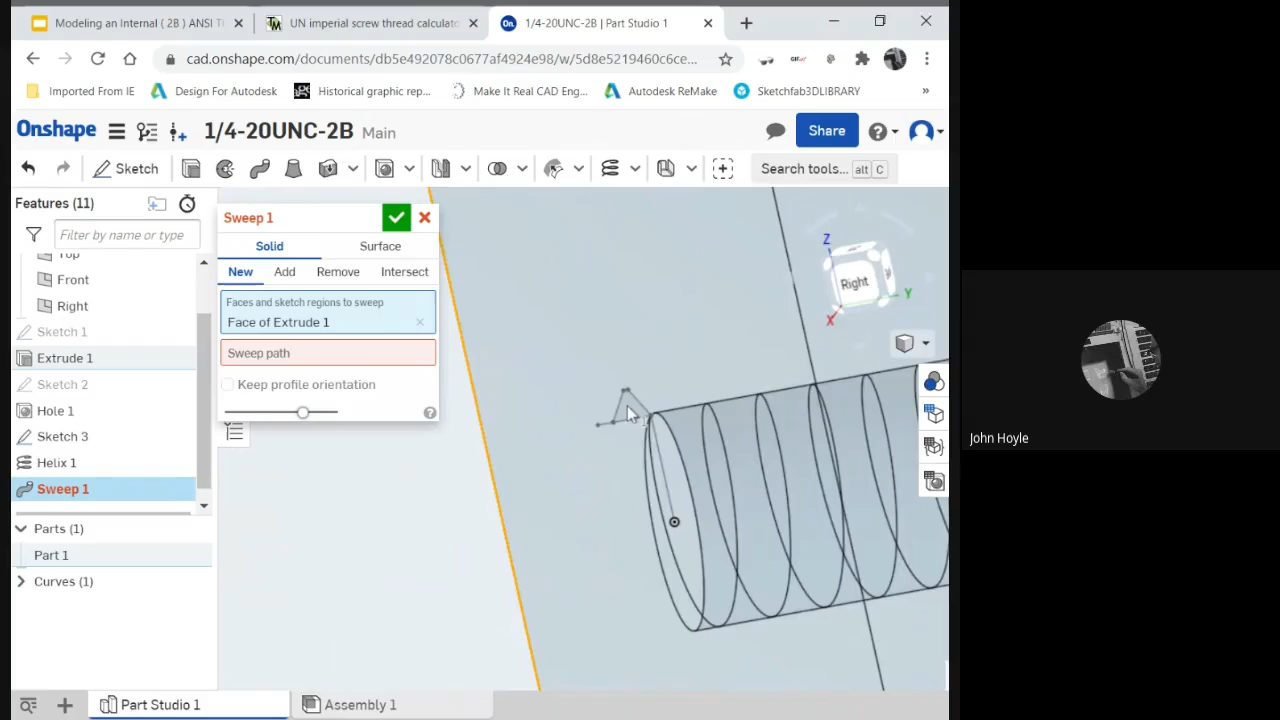 Modeling an Internal ( 2B ) ANSI T
UN imperial screw thread calculato
On
1/4-20UNC-2B | Part Studio 1
cad.onshape.com/documents/db5e492078c0677af4924e98/w/5d8e5219460c6ce...
Imported From IE
Design For Autodesk
Historical graphic rep...
Make It Real CAD Eng...
Autodesk ReMake
Sketchfab3DLIBRARY
»
Onshape
1/4-20UNC-2B Main
Share
Sketch
Search tools... alt C
Features (11)
Filter by name or type
Top
Front
Right
Sketch 1
Extrude 1
Sketch 2
Hole 1
Sketch 3
Helix 1
Sweep 1
Parts (1)
Part 1
Curves (1)
Sweep 1
Solid Surface
New Add Remove Intersect
Faces and sketch regions to sweep
Face of Extrude 1
Sweep path
Keep profile orientation
Z
Right
Y
X
John Hoyle
Part Studio 1
Assembly 1